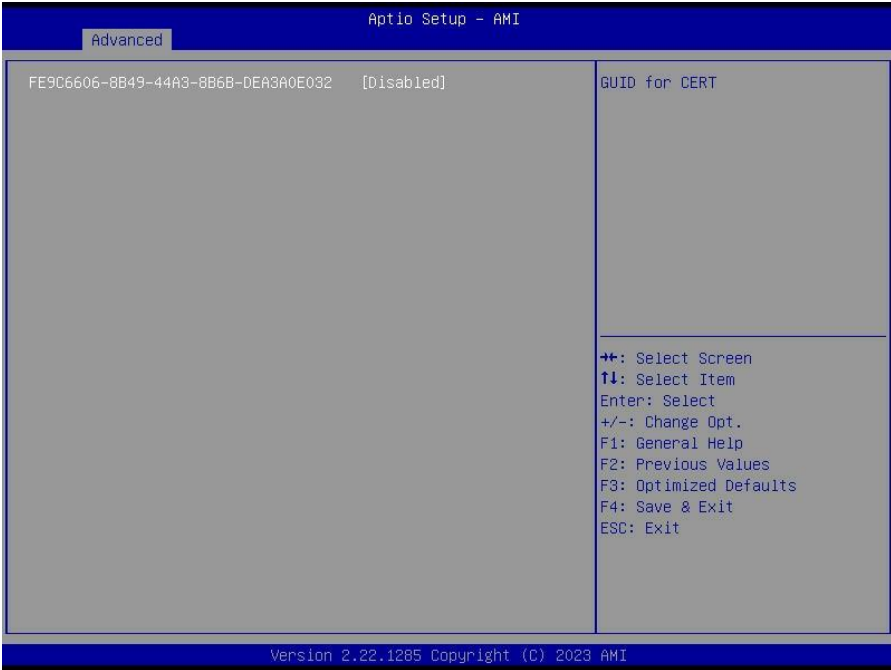 Aptio Setup – AMI
Advanced
FE9C6606-8B49-44A3-8B6B-DEA3A0E032 [Disabled]
GUID for CERT
→←: Select Screen
↑↓: Select Item
Enter: Select
+/-: Change Opt.
F1: General Help
F2: Previous Values
F3: Optimized Defaults
F4: Save & Exit
ESC: Exit
Version 2.22.1285 Copyright (C) 2023 AMI